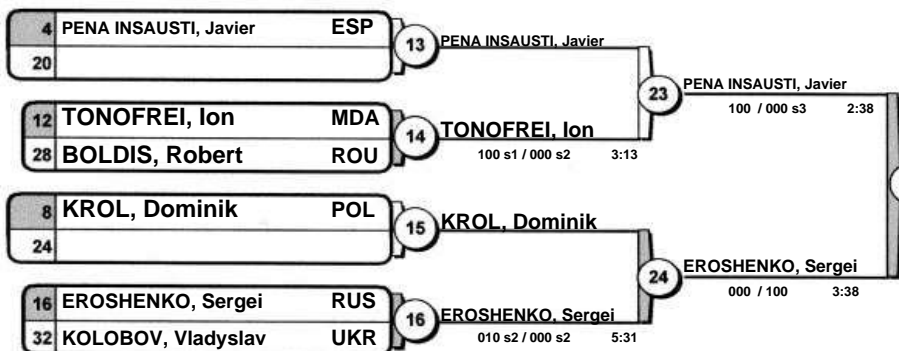 4 PENA INSAUSTI, Javier ESP
20
13
PENA INSAUSTI, Javier
12 TONOFREI, Ion MDA
28 BOLDIS, Robert ROU
14
TONOFREI, Ion
100 s1 / 000 s2 3:13
23
PENA INSAUSTI, Javier
100 / 000 s3 2:38
8 KROL, Dominik POL
24
15
KROL, Dominik
16 EROSHENKO, Sergei RUS
32 KOLOBOV, Vladyslav UKR
16
EROSHENKO, Sergei
010 s2 / 000 s2 5:31
24
EROSHENKO, Sergei
000 / 100 3:38